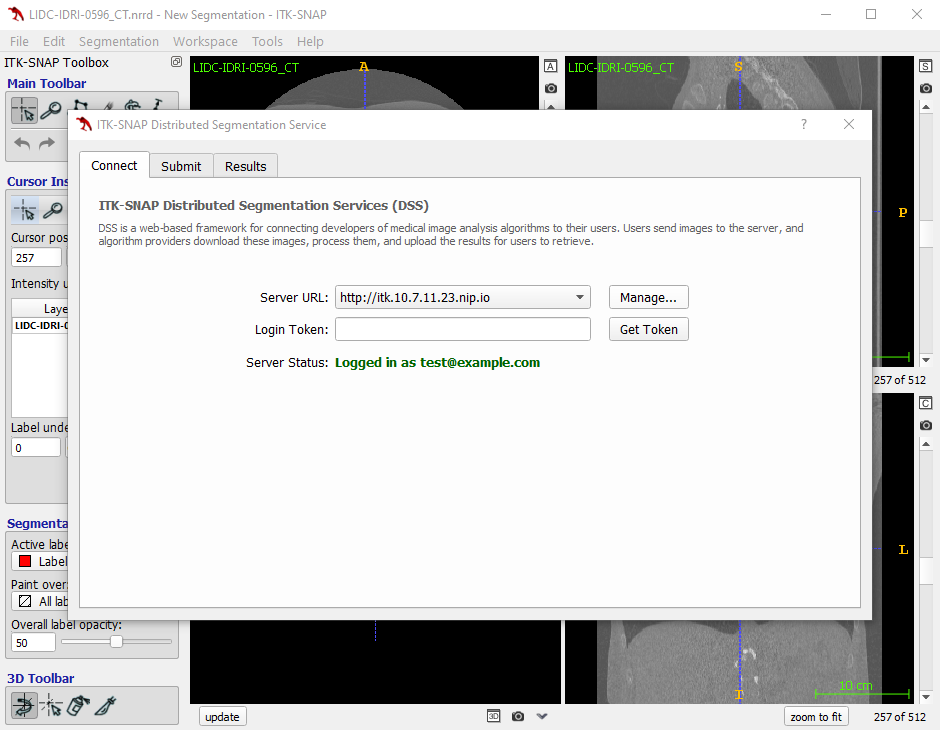 LIDC-IDRI-0596_CT.nrrd - New Segmentation - ITK-SNAP
File Edit Segmentation Workspace Tools Help
ITK-SNAP Toolbox
Main Toolbar
LIDC-IDRI-0596_CT
A
A
LIDC-IDRI-0596_CT
S
S
ITK-SNAP Distributed Segmentation Service
?
Connect Submit Results
ITK-SNAP Distributed Segmentation Services (DSS)
DSS is a web-based framework for connecting developers of medical image analysis algorithms to their users. Users send images to the server, and
algorithm providers download these images, process them, and upload the results for users to retrieve.
Server URL: http://itk.10.7.11.23.nip.io Manage...
Login Token: Get Token
Server Status: Logged in as test@example.com
Cursor Ins
Cursor pos
257
Intensity u
Laye
LIDC-IDRI-0
Label unde
0
P
257 of 512
C
L
Segmenta
Active labe
Label
Paint over
All lab
Overall label opacity:
50
3D Toolbar
update
3D
I
10 cm
zoom to fit
257 of 512